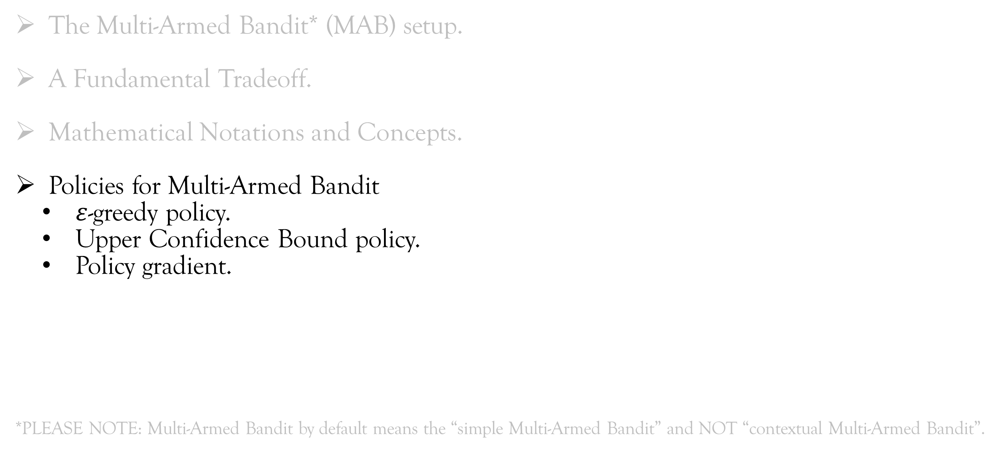 ➢ The Multi-Armed Bandit* (MAB) setup.
➢ A Fundamental Tradeoff.
➢ Mathematical Notations and Concepts.
➢ Policies for Multi-Armed Bandit
• ε-greedy policy.
• Upper Confidence Bound policy.
• Policy gradient.
*PLEASE NOTE: Multi-Armed Bandit by default means the “simple Multi-Armed Bandit” and NOT “contextual Multi-Armed Bandit”.